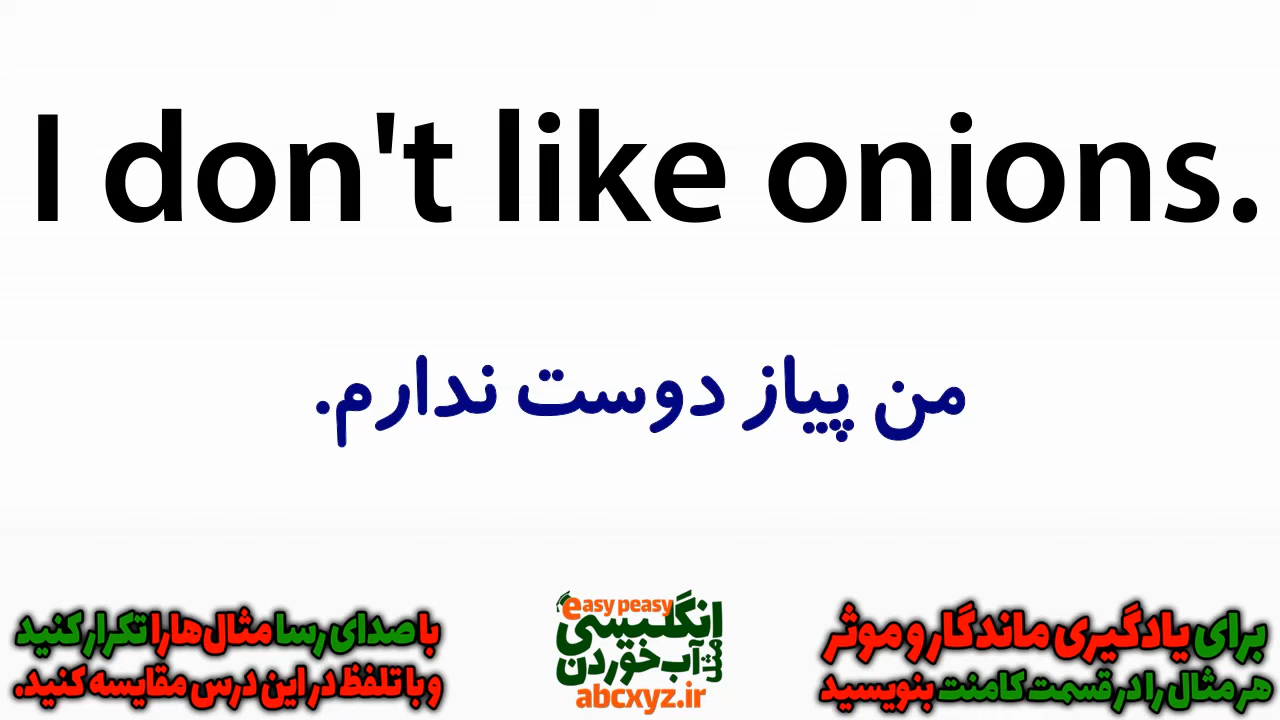 I don't like onions.
من پیاز دوست ندارم.
برای یادگیری ماندگار و موثر
هر مثال را در قسمت کامنت بنویسید
easy peasy
انگلیسی
مثل آب خوردن
abcxyz.ir
با صدای رسا مثال‌ها را تکرار کنید
و با تلفظ در این درس مقایسه کنید.